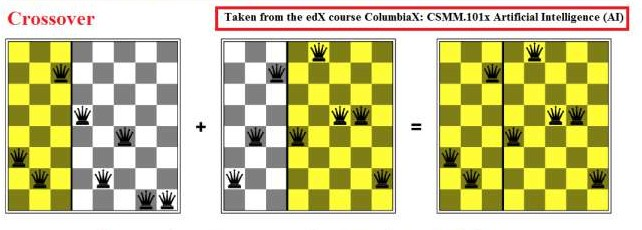 Crossover
Taken from the edX course ColumbiaX: CSMM.101x Artificial Intelligence (AI)
+
=